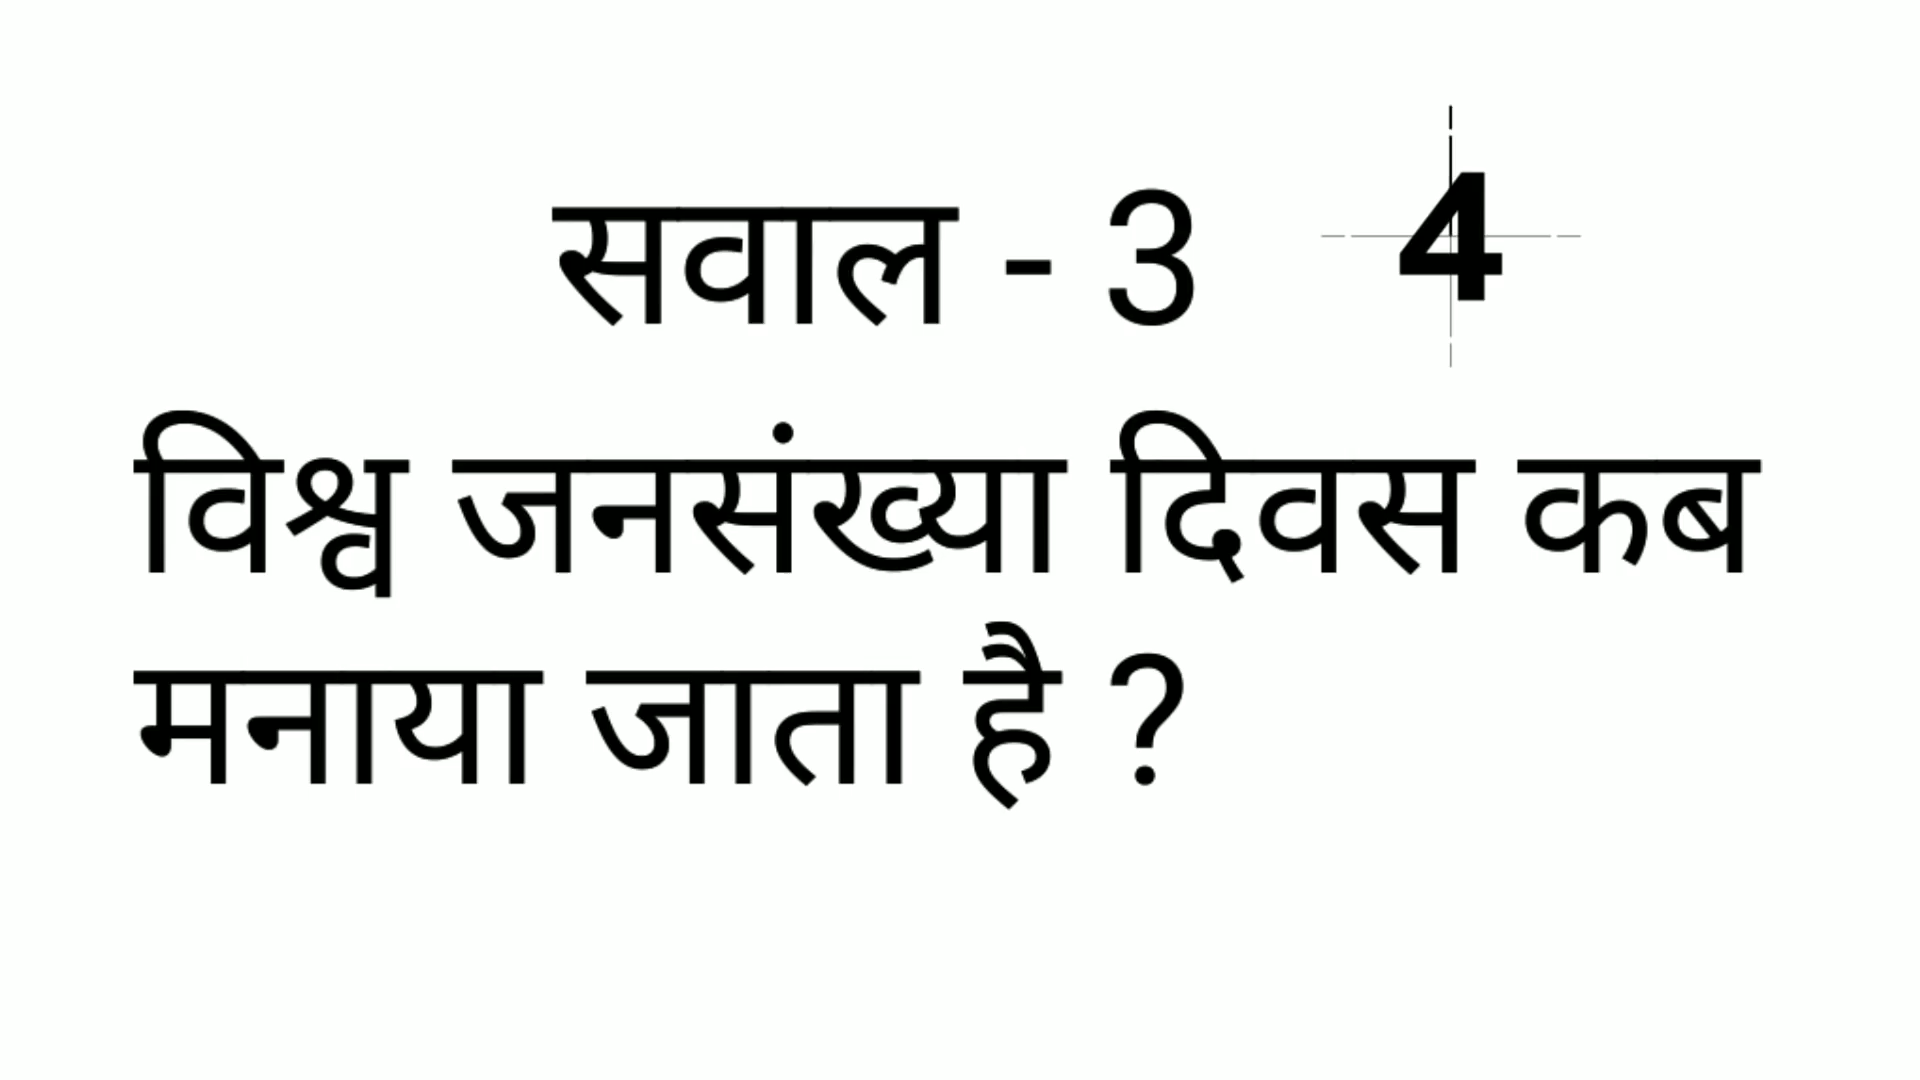 सवाल - 3 4
विश्व जनसंख्या दिवस कब
मनाया जाता है ?